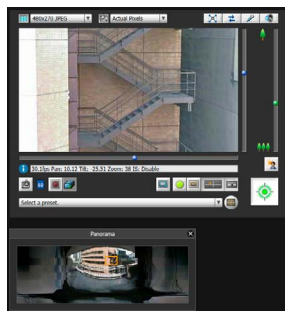 480x270 JPEG
Actual Pixels
30.1fps Pan: 10.12 Tilt: -25.51 Zoom: 38 IS: Disable
Select a preset.
Panorama